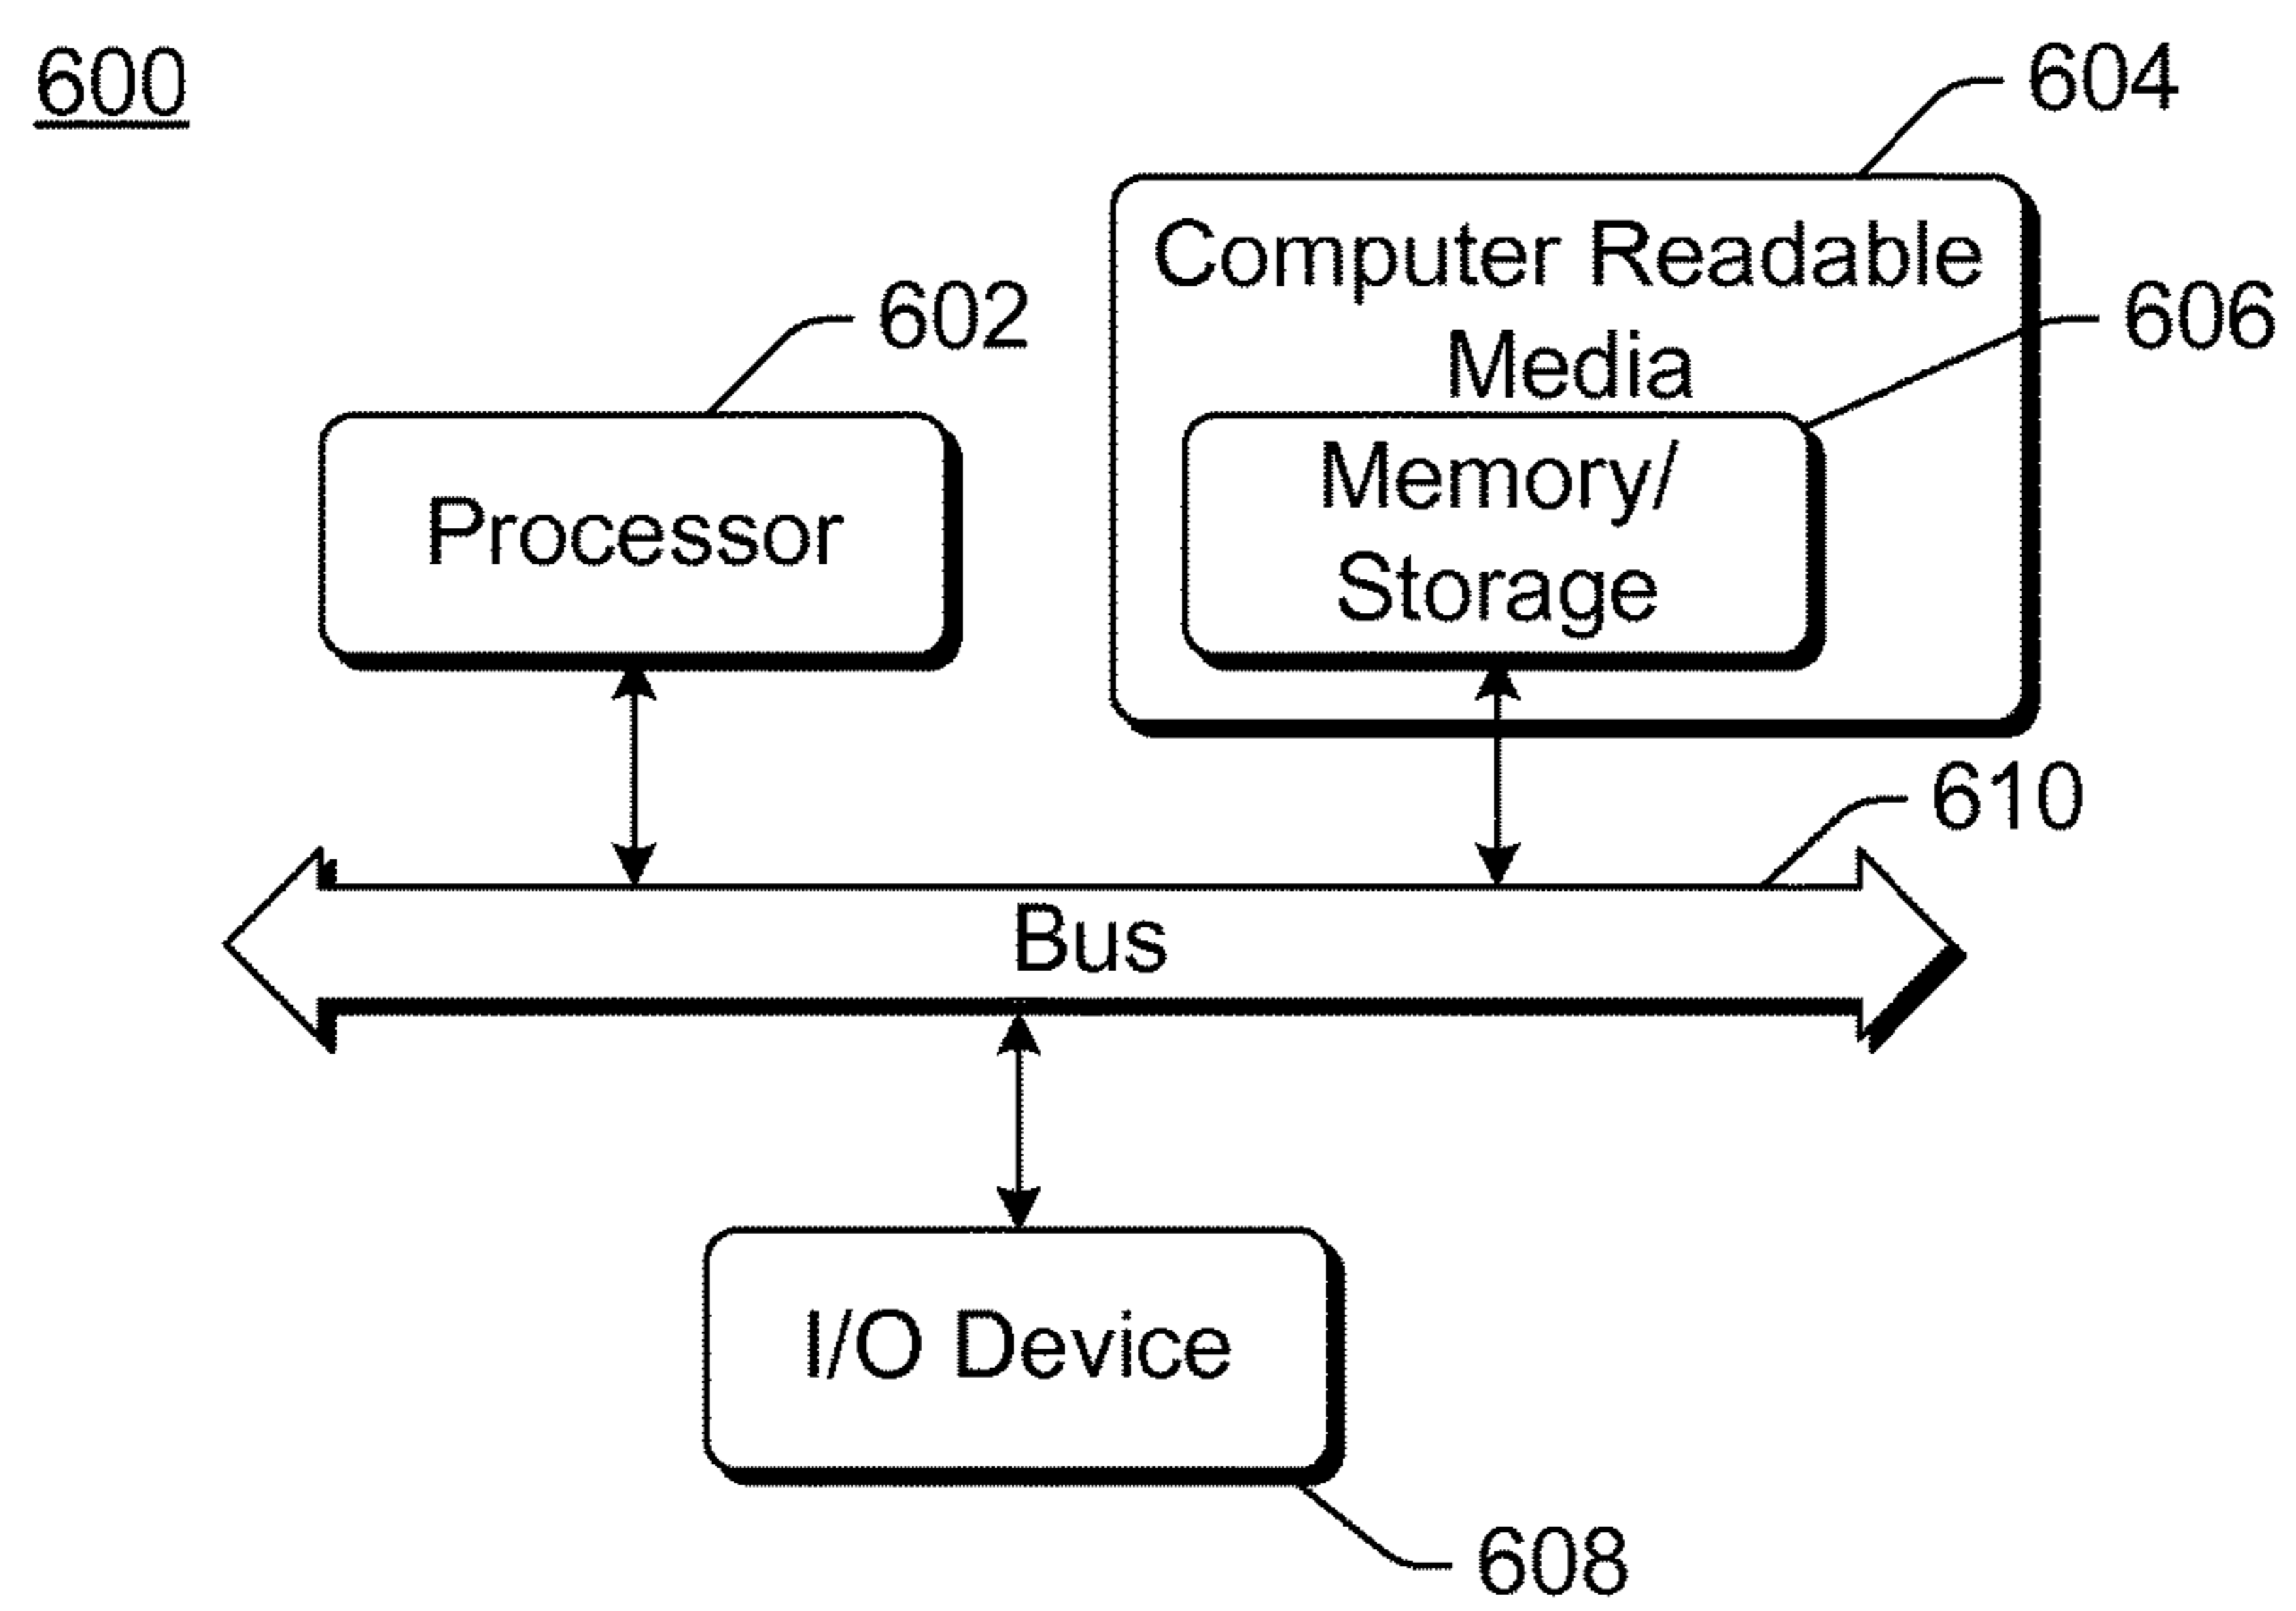 600
604
Computer Readable
Media
606
602
Processor
Memory/
Storage
610
Bus
I/O Device
608